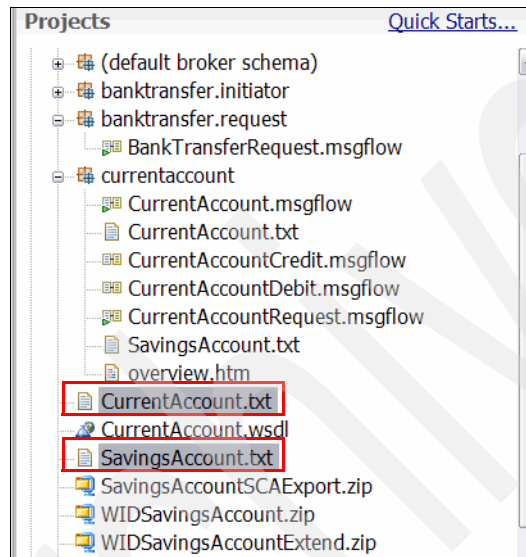 Projects Quick Starts...
(default broker schema)
banktransfer.initiator
banktransfer.request
BankTransferRequest.msgflow
currentaccount
CurrentAccount.msgflow
CurrentAccount.txt
CurrentAccountCredit.msgflow
CurrentAccountDebit.msgflow
CurrentAccountRequest.msgflow
SavingsAccount.txt
overview.htm
CurrentAccount.txt
CurrentAccount.wsdl
SavingsAccount.txt
SavingsAccountSCAExport.zip
WIDSavingsAccount.zip
WIDSavingsAccountExtend.zip